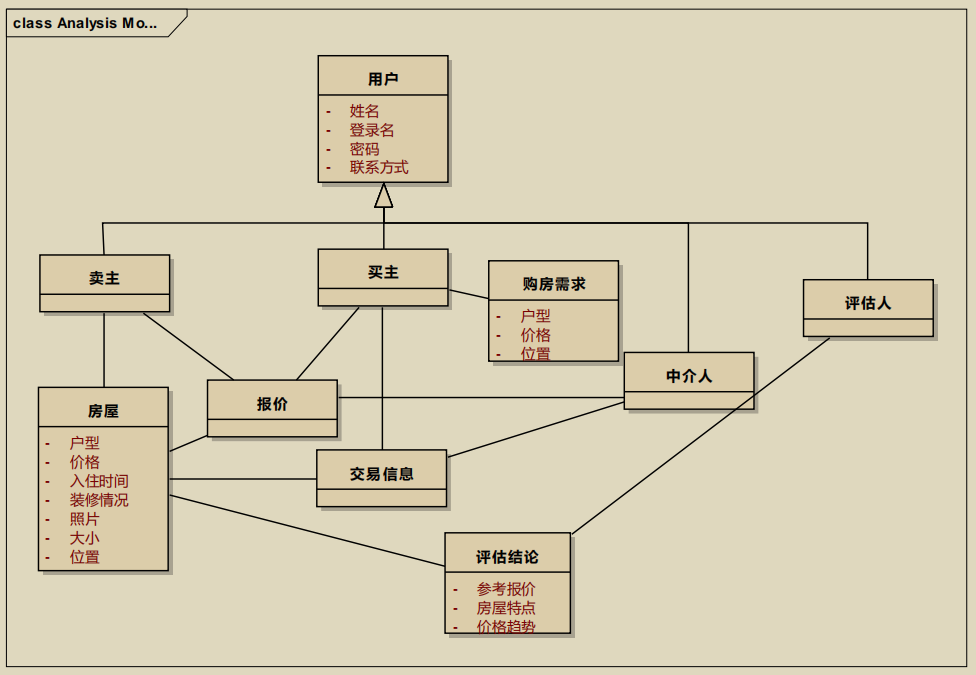 class Analysis Mo...
用户
- 姓名
- 登录名
- 密码
- 联系方式
卖主
买主
购房需求
- 户型
- 价格
- 位置
评估人
中介人
房屋
- 户型
- 价格
- 入住时间
- 装修情况
- 照片
- 大小
- 位置
报价
交易信息
评估结论
- 参考报价
- 房屋特点
- 价格趋势